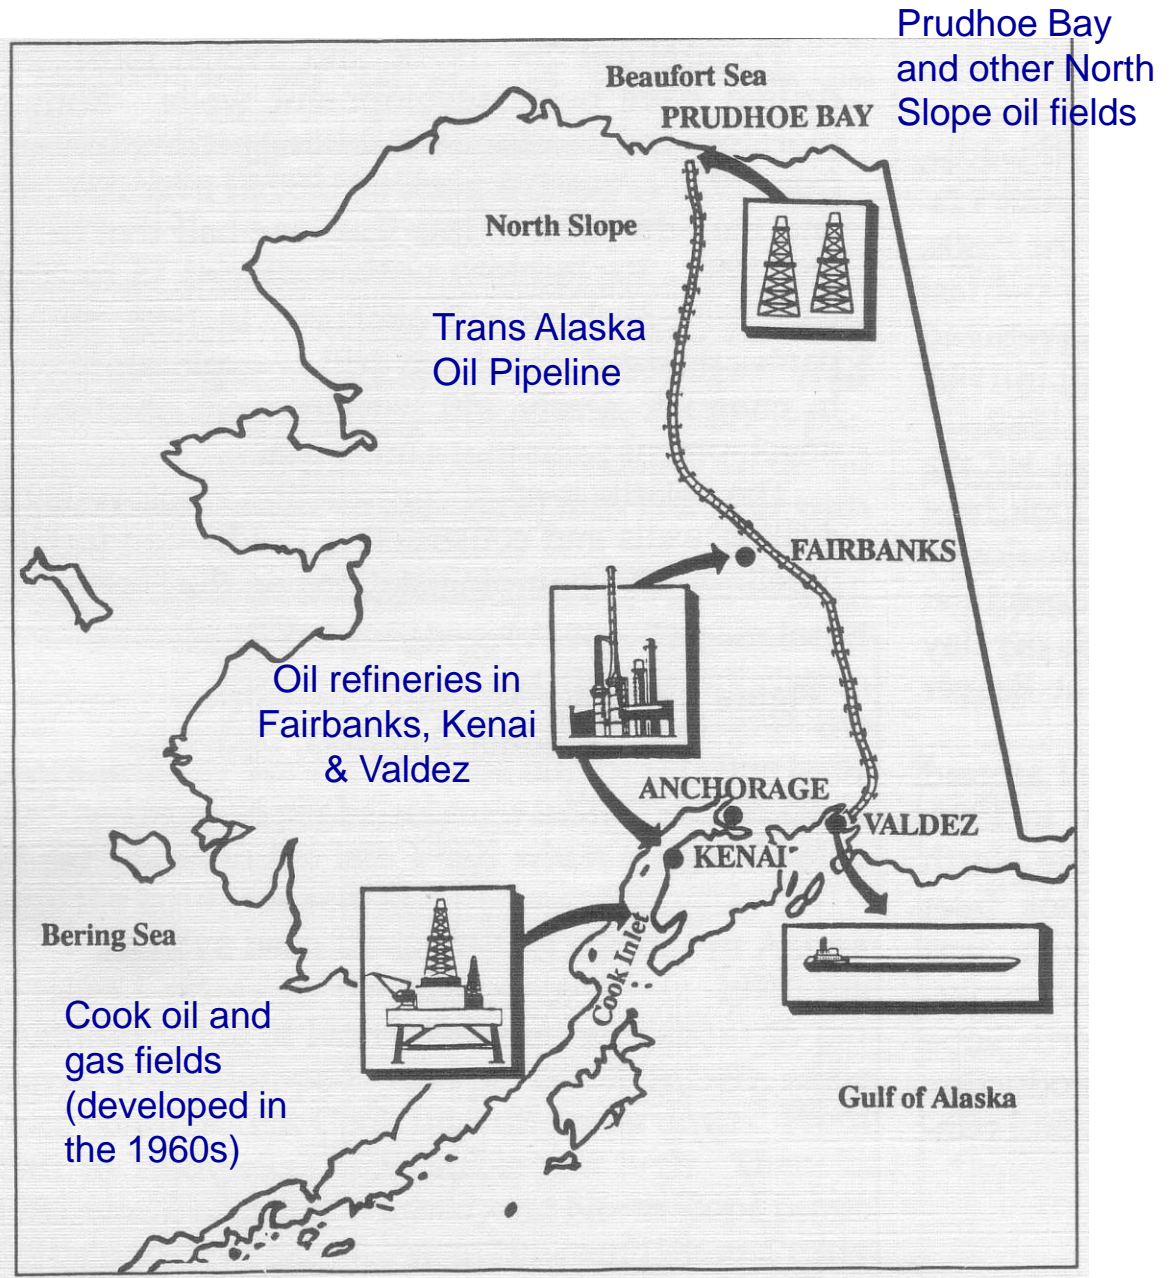 Prudhoe Bay
and other North
Slope oil fields
Beaufort Sea
PRUDHOE BAY
North Slope
Trans Alaska
Oil Pipeline
FAIRBANKS
Oil refineries in
Fairbanks, Kenai
& Valdez
ANCHORAGE
VALDEZ
KENAI
Bering Sea
Cook Inlet
Cook oil and
gas fields
(developed in
the 1960s)
Gulf of Alaska